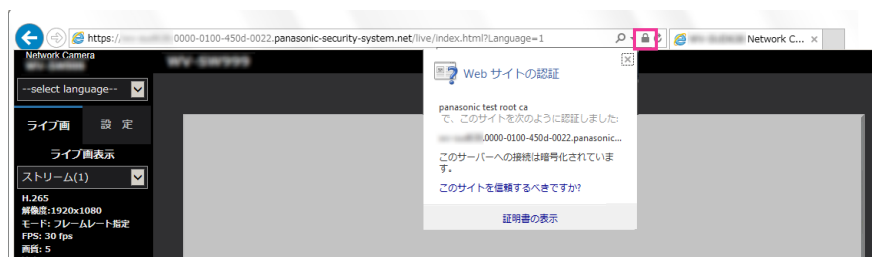 https://
0000-0100-450d-0022.panasonic-security-system.net/live/index.html?Language=1
Network C...
Network Camera
WV-SW999
--select language--
Web サイトの認証
panasonic test root ca
で、このサイトを次のように認証しました:
.0000-0100-450d-0022.panasonic...
このサーバーへの接続は暗号化されていま
す。
このサイトを信頼するべきですか?
証明書の表示
ライブ画
設 定
ライブ画表示
ストリーム(1)
H.265
解像度:1920x1080
モード: フレームレート指定
FPS: 30 fps
画質: 5